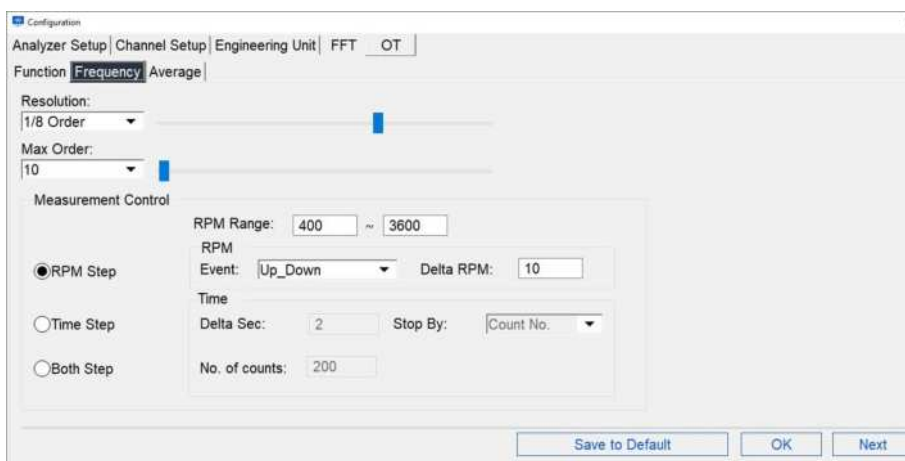 Configuration
Analyzer Setup Channel Setup Engineering Unit FFT OT
Function Frequency Average
Resolution:
1/8 Order
Max Order:
10
Measurement Control
RPM Range: 400 ~ 3600
RPM
RPM Step Event: Up_Down Delta RPM: 10
Time
Time Step Delta Sec: 2 Stop By: Count No.
Both Step No. of counts: 200
Save to Default OK Next